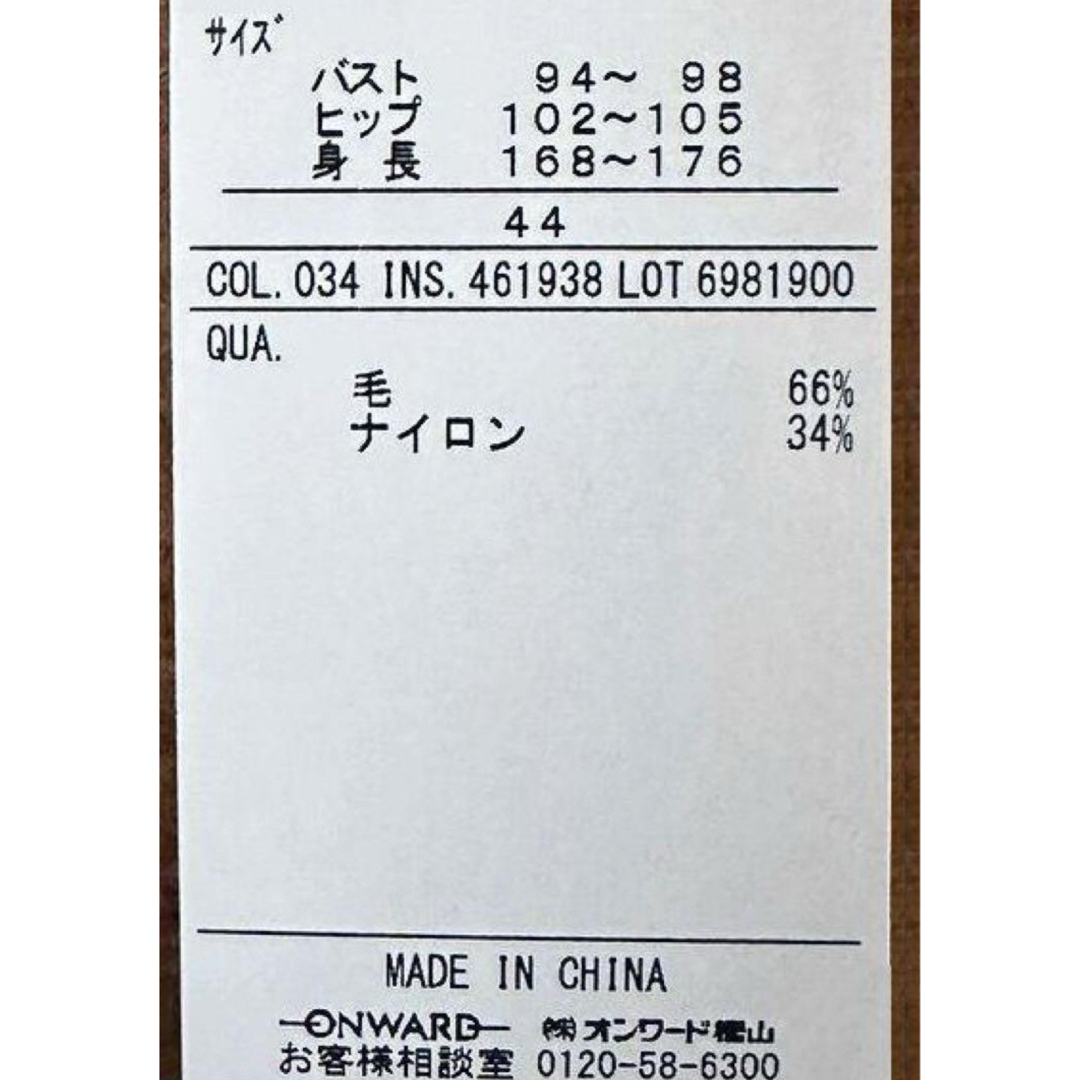 ｻｲｽﾞ
バスト ９４～ ９８
ヒップ １０２～１０５
身 長 １６８～１７６
４４
COL. 034 INS. 461938 LOT 6981900
QUA.
毛 66%
ナイロン 34%
MADE IN CHINA
ONWARD ㈱オンワード樫山
お客様相談室 0120-58-6300